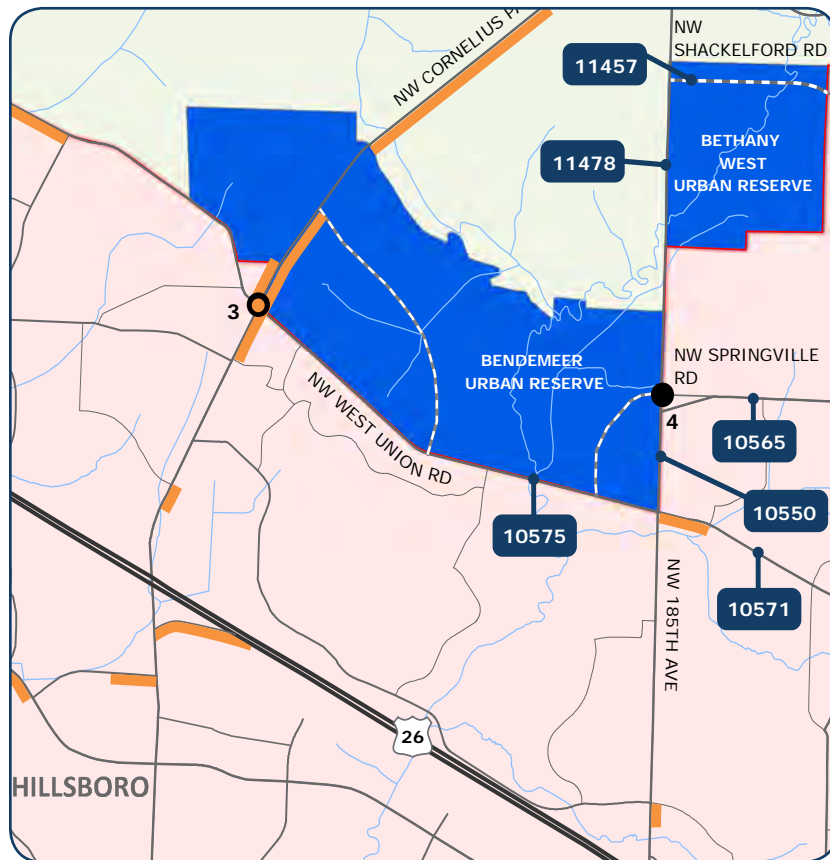 NW CORNELIUS PA
NW
SHACKELFORD RD
11457
BETHANY
WEST
URBAN RESERVE
11478
3
NW WEST UNION RD
BENDEMEER
URBAN RESERVE
NW SPRINGVILLE
RD
4
10565
10550
10575
10571
NW 185TH AVE
26
HILLSBORO